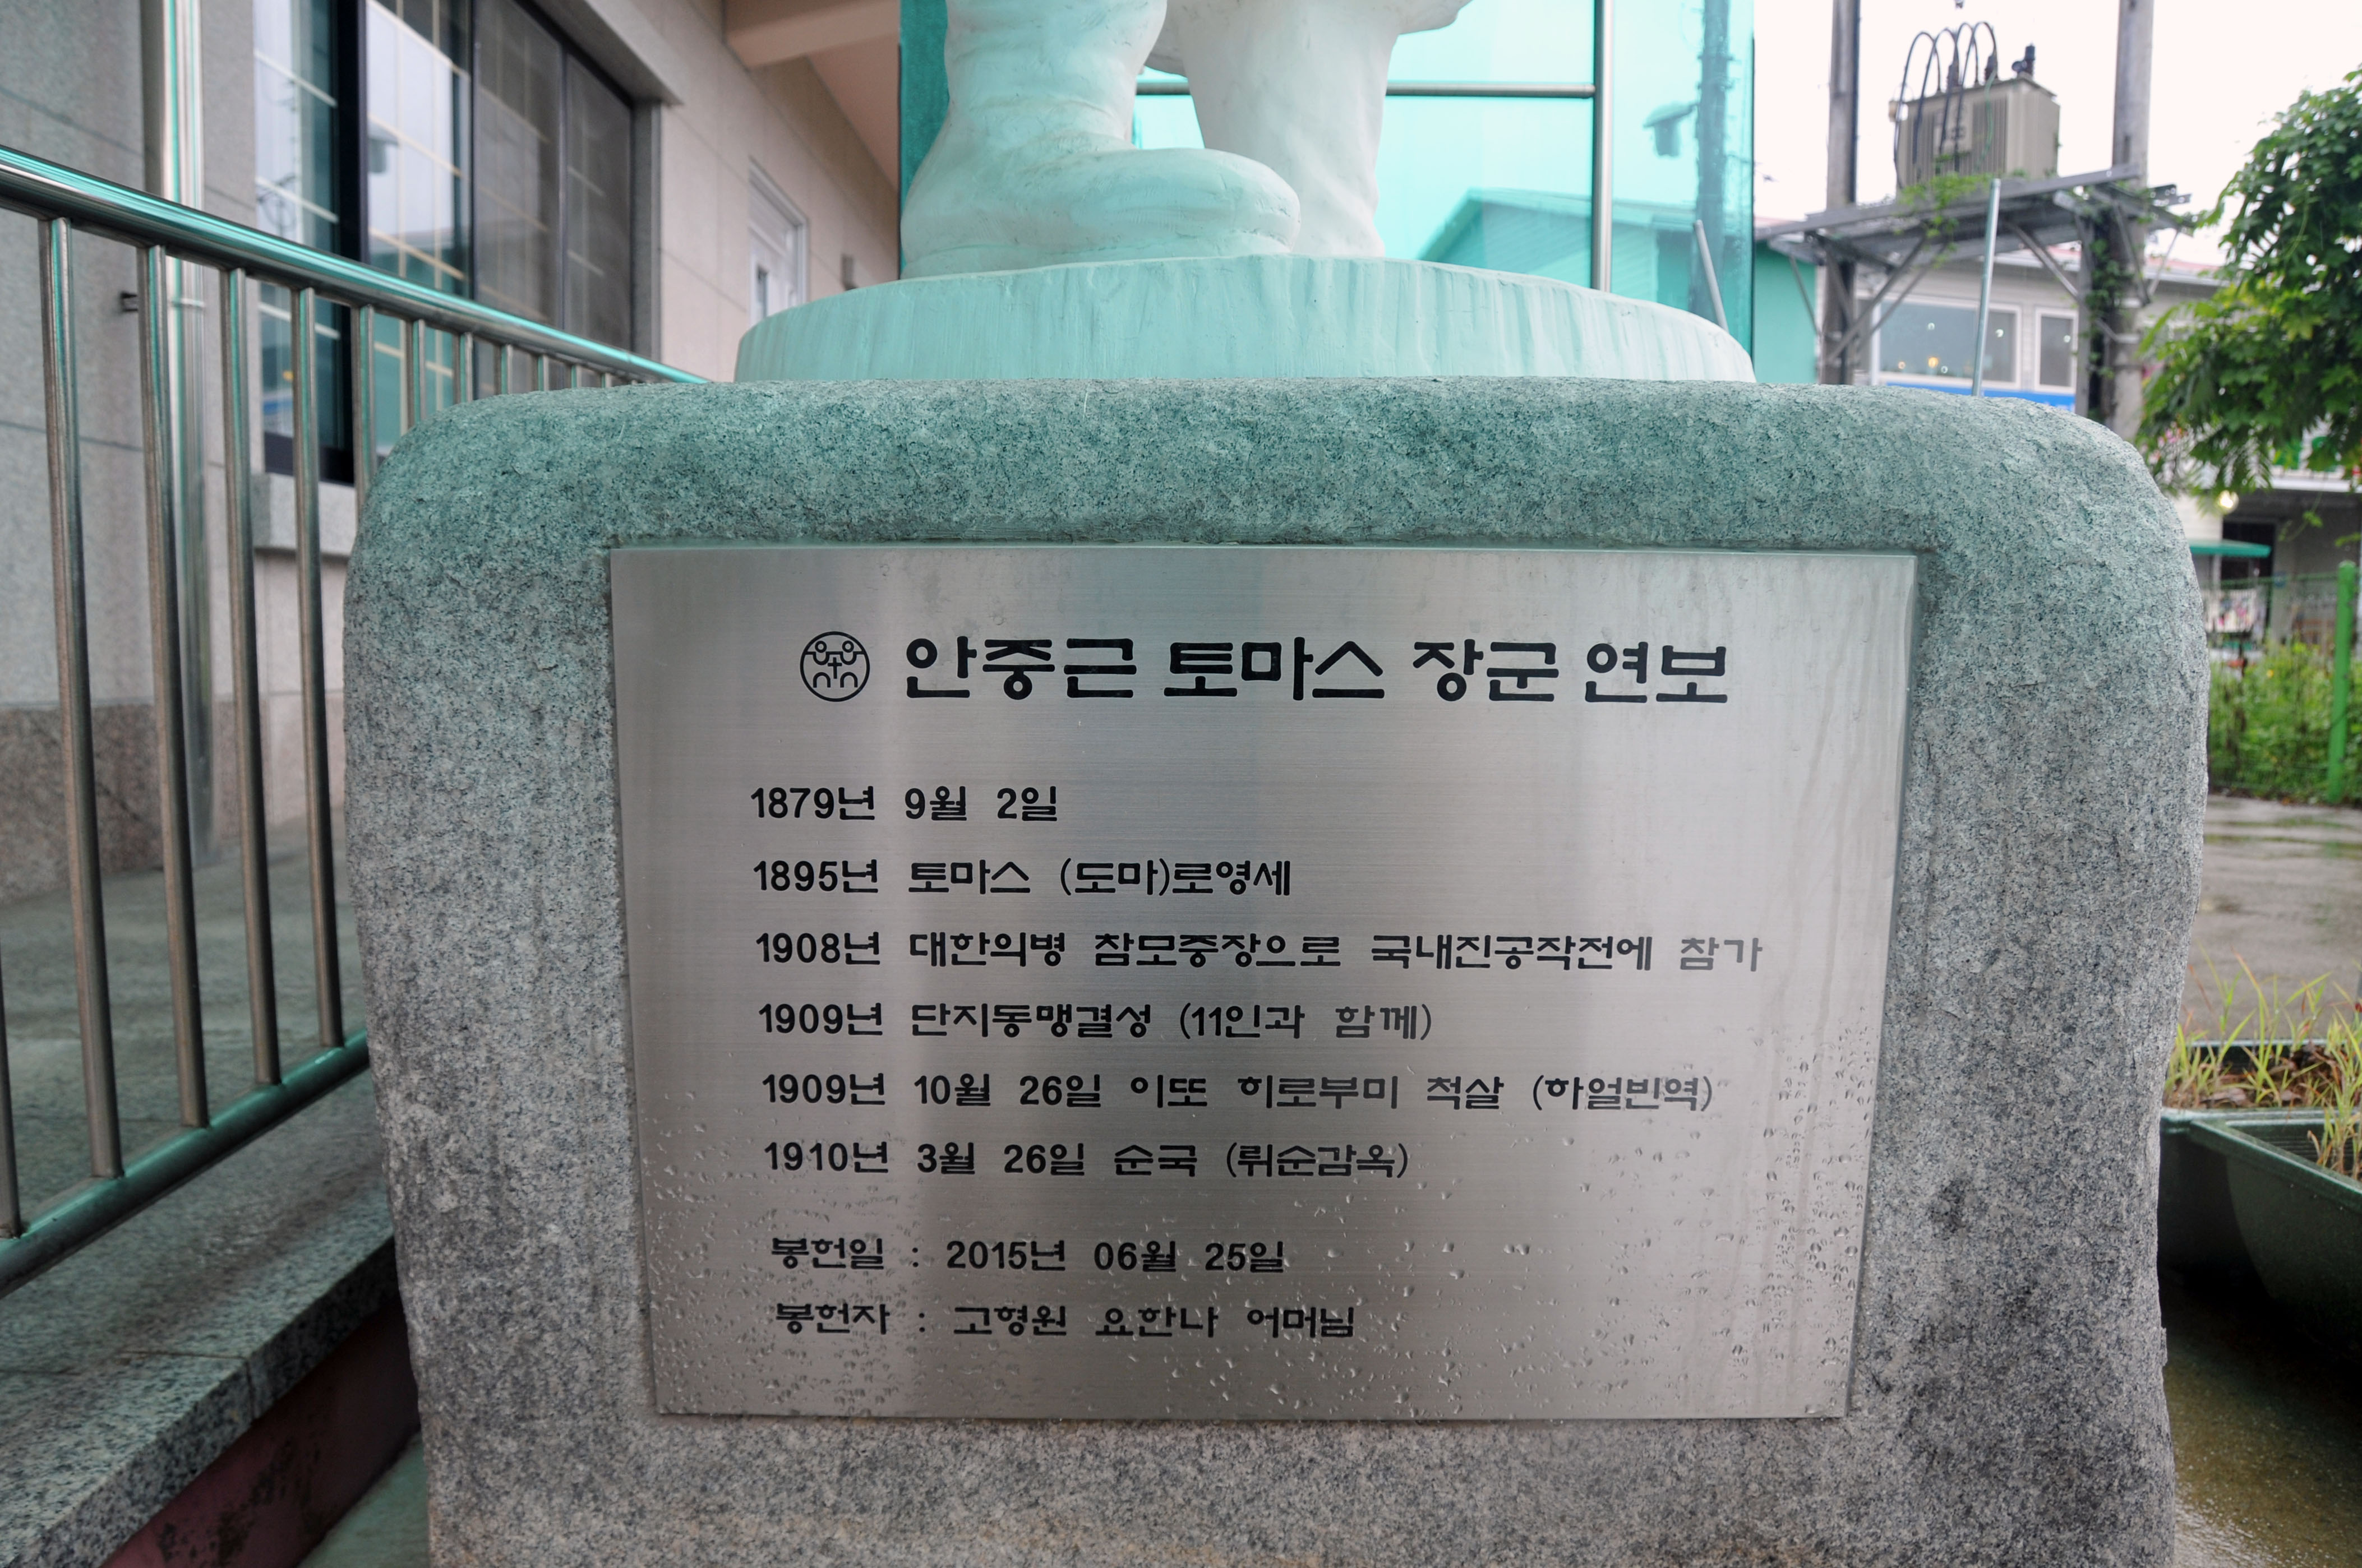 안중근 토마스 장군 연보
1879년 9월 2일
1895년 토마스 (도마)로영세
1908년 대한의병 참모중장으로 국내진공작전에 참가
1909년 단지동맹결성 (11인과 함께)
1909년 10월 26일 이또 히로부미 척살 (하얼빈역)
1910년 3월 26일 순국 (뤼순감옥)
봉헌일 : 2015년 06월 25일
봉헌자 : 고형원 요한나 어머님